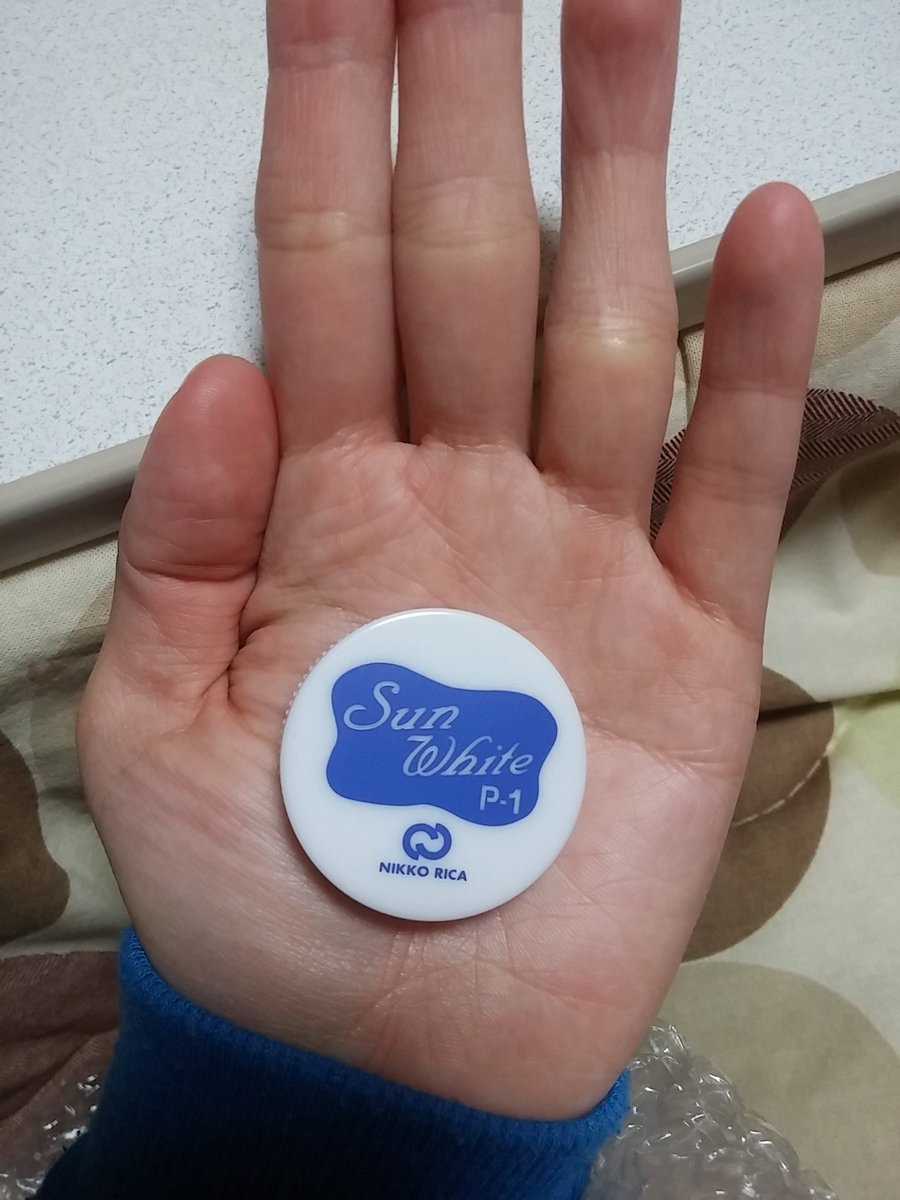 Sun
White
P-1
NIKKO RICA